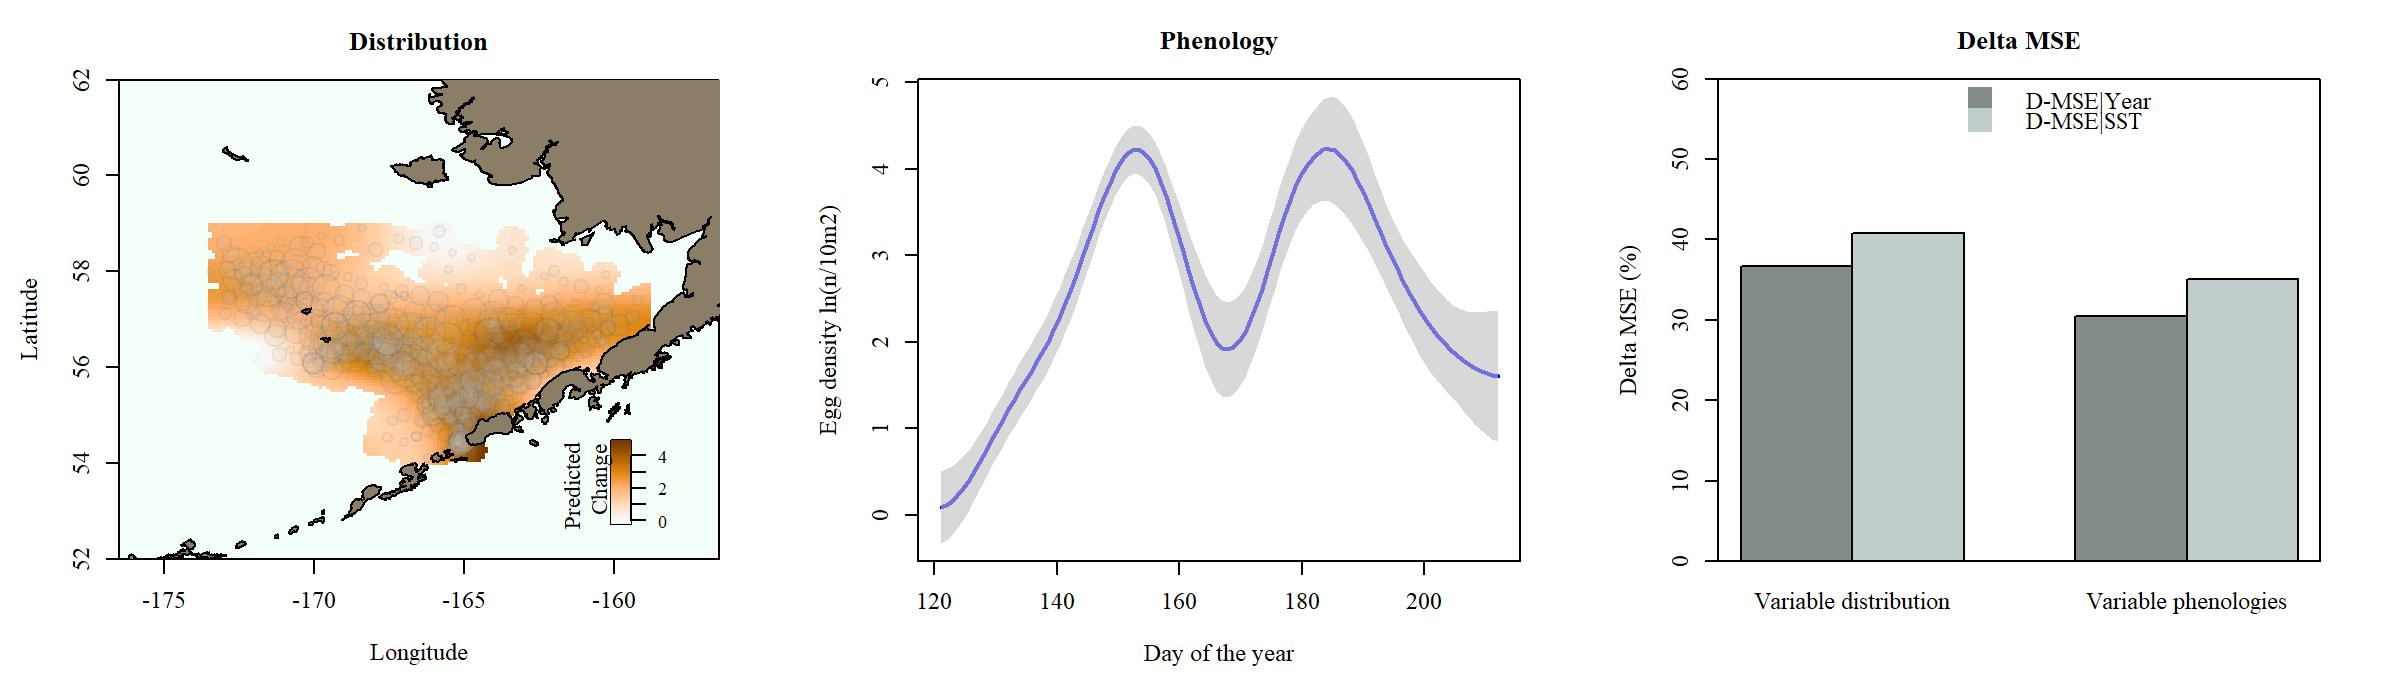 Distribution
62
60
58
56
54
52
Latitude
-175
-170
-165
-160
Longitude
Predicted
Change
4
2
0
Phenology
5
4
3
2
1
0
Egg density ln(n/10m2)
120
140
160
180
200
Day of the year
Delta MSE
60
50
40
30
20
10
0
Delta MSE (%)
D-MSE|Year
D-MSE|SST
Variable distribution
Variable phenologies